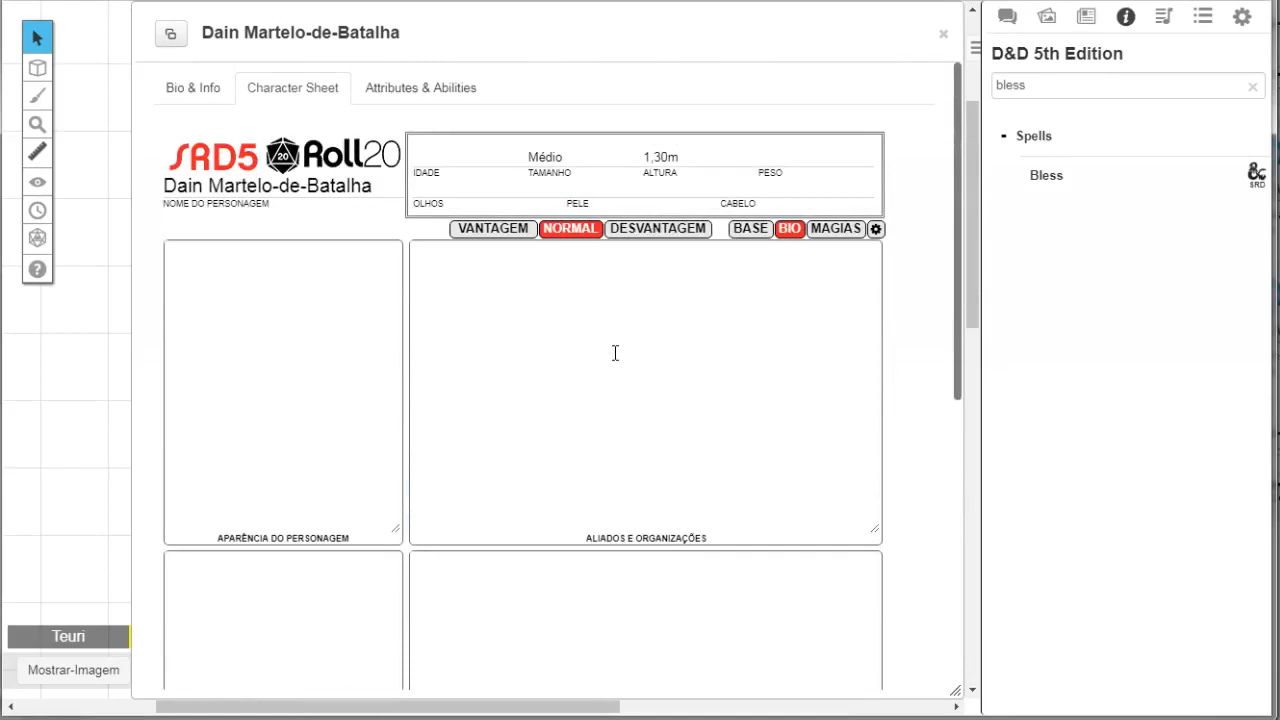 Dain Martelo-de-Batalha
D&D 5th Edition
bless
Bio & Info
Character Sheet
Attributes & Abilities
SRD5 20 Roll20
Dain Martelo-de-Batalha
NOME DO PERSONAGEM
Médio
1,30m
IDADE
TAMANHO
ALTURA
PESO
OLHOS
PELE
CABELO
VANTAGEM
NORMAL
DESVANTAGEM
BASE
BIO
MAGIAS
APARÊNCIA DO PERSONAGEM
ALIADOS E ORGANIZAÇÕES
Spells
Bless
& SRD
Teuri
Mostrar-Imagem